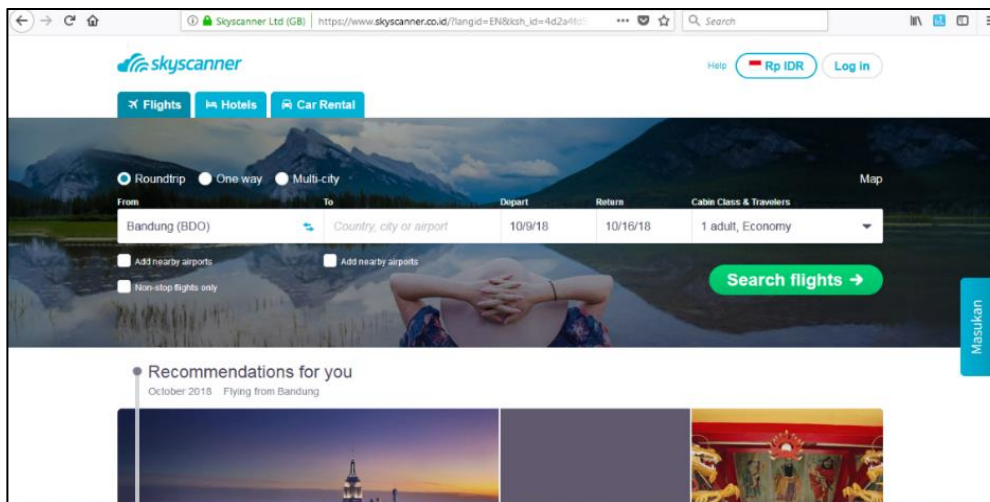 Skyscanner Ltd (GB) https://www.skyscanner.co.id/?langid=EN&ksh_id=4d2a4fd5 Search
skyscanner
Help Rp IDR Log in
Flights Hotels Car Rental
Roundtrip One way Multi-city Map
From To Depart Return Cabin Class & Travelers
Bandung (BDO) Country, city or airport 10/9/18 10/16/18 1 adult, Economy
Add nearby airports Add nearby airports
Non-stop flights only
Search flights
Masukan
Recommendations for you
October 2018 Flying from Bandung